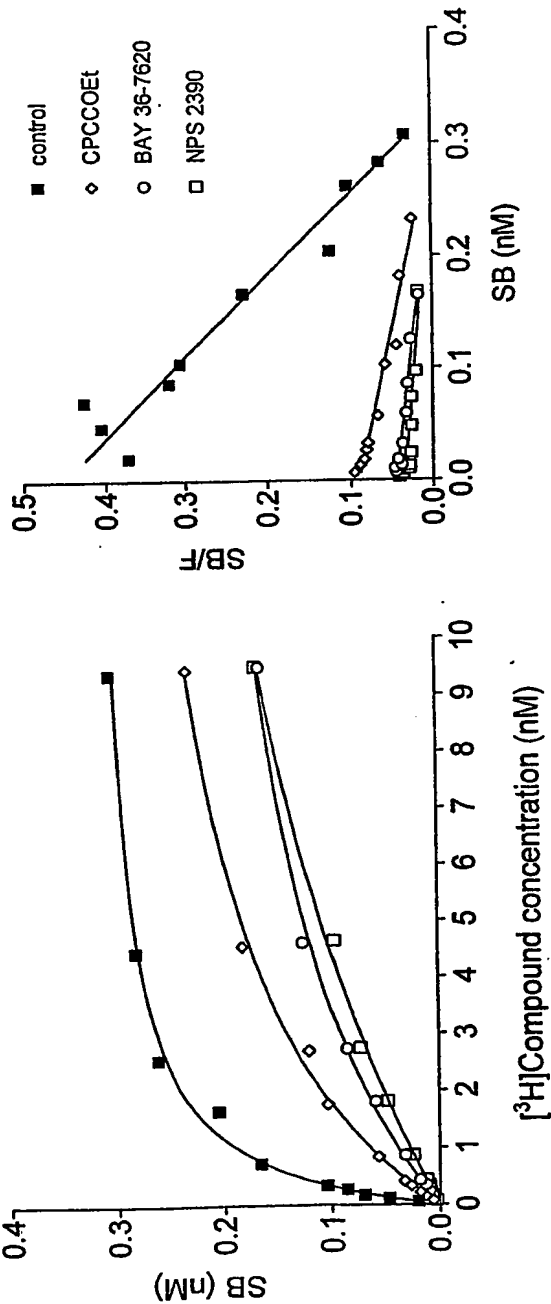 SB (nM)
0.4
0.3
0.1
0.0
0 1 2 3 4 5 6 7 8 9 10
[³H]Compound concentration (nM)
SB/F
0.5
0.4
0.3
0.2
0.1
0.0
0.0 0.1 0.2 0.3 0.4
SB (nM)
control
CPCCOEt
BAY 36-7620
NPS 2390